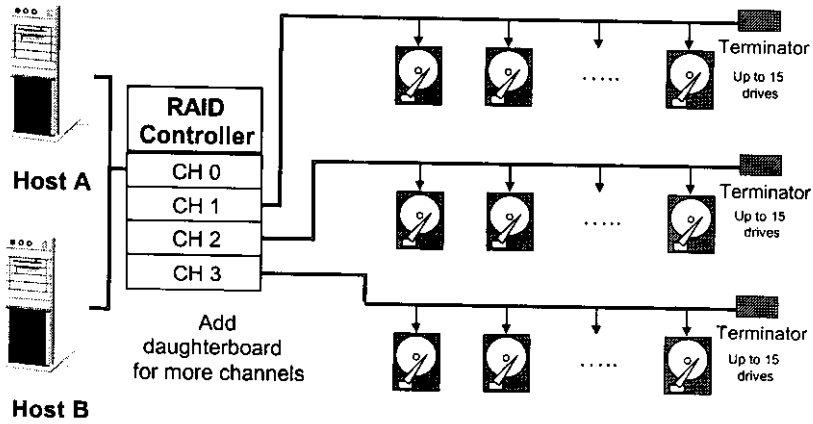 Host A
Host B
RAID
Controller
CH 0
CH 1
CH 2
CH 3
Add
daughterboard
for more channels
.....
Terminator
Up to 15
drives
.....
Terminator
Up to 15
drives
.....
Terminator
Up to 15
drives